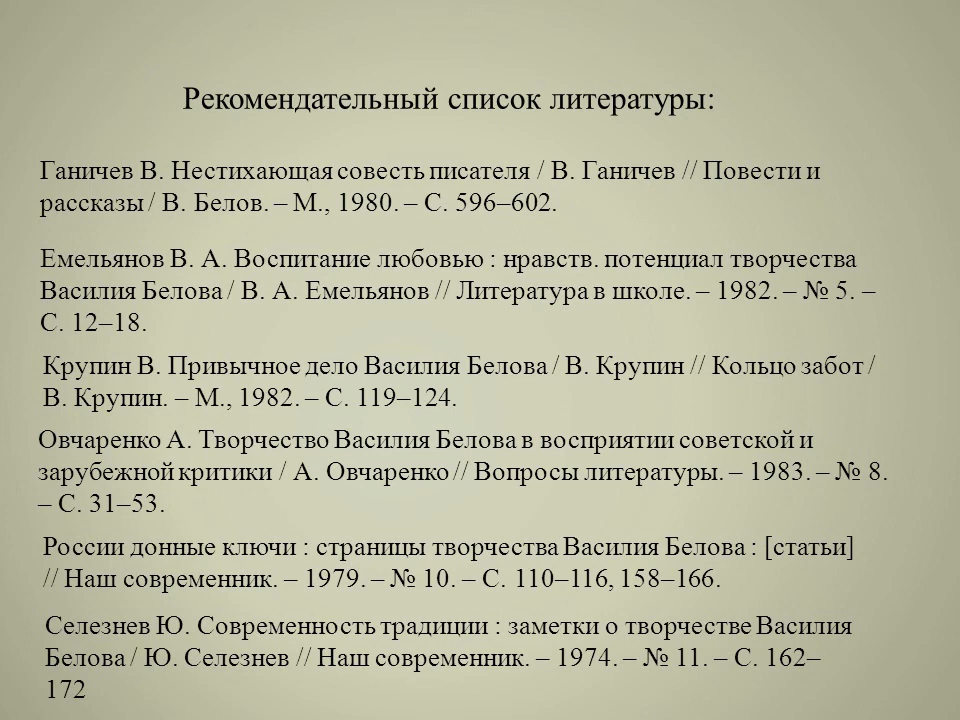 Рекомендательный список литературы:
Ганичев В. Нестихающая совесть писателя / В. Ганичев // Повести и
рассказы / В. Белов. – М., 1980. – С. 596–602.
Емельянов В. А. Воспитание любовью : нравств. потенциал творчества
Василия Белова / В. А. Емельянов // Литература в школе. – 1982. – № 5. –
С. 12–18.
Крупин В. Привычное дело Василия Белова / В. Крупин // Кольцо забот /
В. Крупин. – М., 1982. – С. 119–124.
Овчаренко А. Творчество Василия Белова в восприятии советской и
зарубежной критики / А. Овчаренко // Вопросы литературы. – 1983. – № 8.
– С. 31–53.
России донные ключи : страницы творчества Василия Белова : [статьи]
// Наш современник. – 1979. – № 10. – С. 110–116, 158–166.
Селезнев Ю. Современность традиции : заметки о творчестве Василия
Белова / Ю. Селезнев // Наш современник. – 1974. – № 11. – С. 162–
172